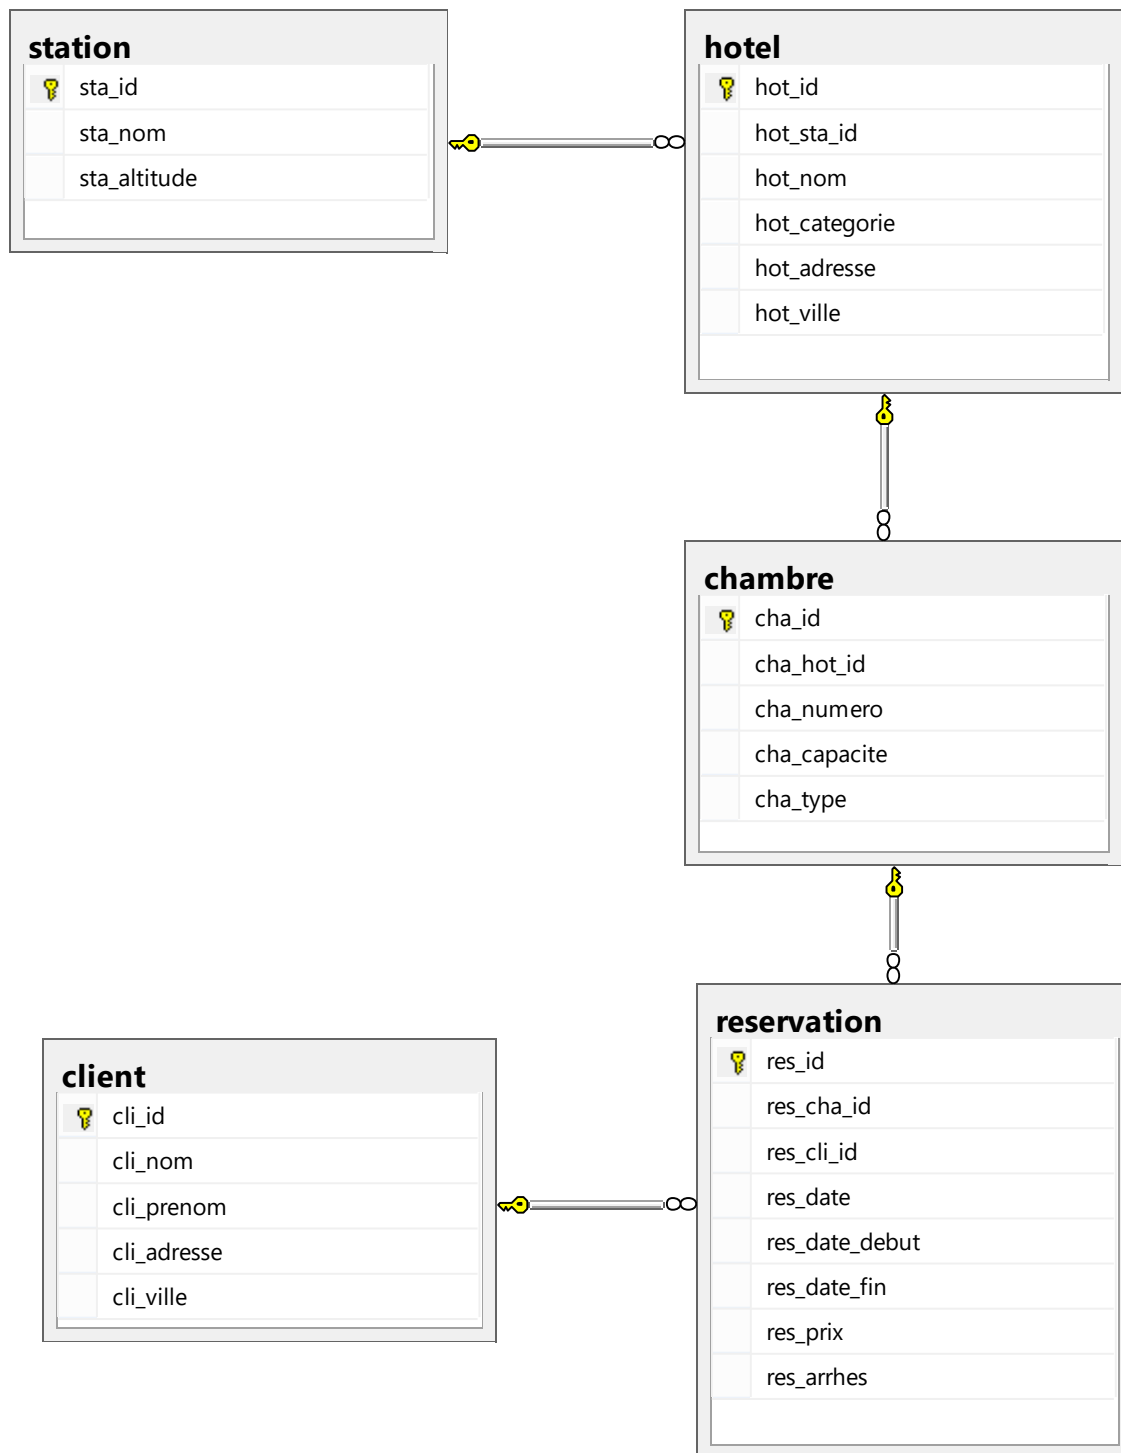 station
sta_id
sta_nom
sta_altitude
hotel
hot_id
hot_sta_id
hot_nom
hot_categorie
hot_adresse
hot_ville
chambre
cha_id
cha_hot_id
cha_numero
cha_capacite
cha_type
client
cli_id
cli_nom
cli_prenom
cli_adresse
cli_ville
reservation
res_id
res_cha_id
res_cli_id
res_date
res_date_debut
res_date_fin
res_prix
res_arrhes